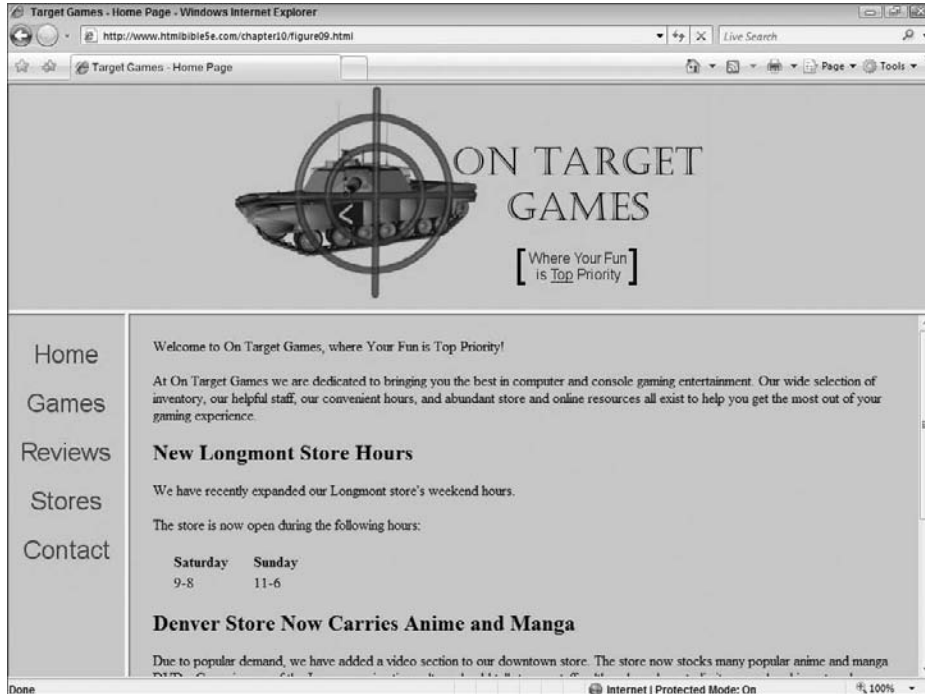 Target Games - Home Page - Windows Internet Explorer
http://www.htmlbible5e.com/chapter10/figure09.html
Live Search
Target Games - Home Page
Page
Tools
ON TARGET
GAMES
[Where Your Fun
is Top Priority]
Home
Games
Reviews
Stores
Contact
Welcome to On Target Games, where Your Fun is Top Priority!
At On Target Games we are dedicated to bringing you the best in computer and console gaming entertainment. Our wide selection of
inventory, our helpful staff, our convenient hours, and abundant store and online resources all exist to help you get the most out of your
gaming experience.
New Longmont Store Hours
We have recently expanded our Longmont store's weekend hours.
The store is now open during the following hours:
Saturday Sunday
9-8 11-6
Denver Store Now Carries Anime and Manga
Due to popular demand, we have added a video section to our downtown store. The store now stocks many popular anime and manga
Done
Internet | Protected Mode: On
100%